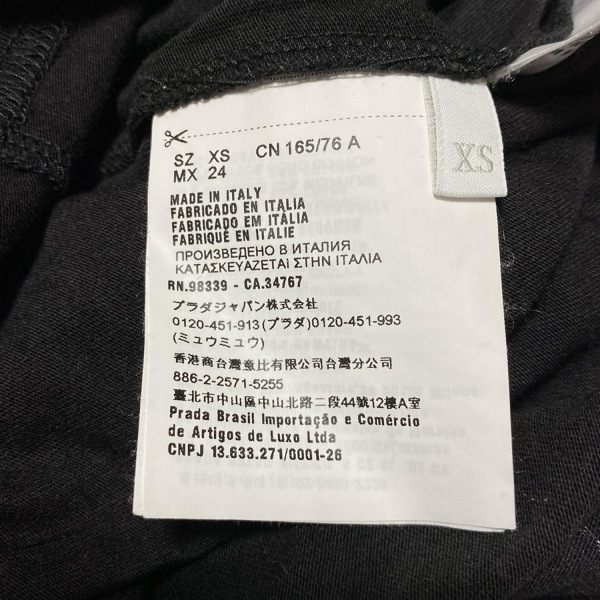 SZ XS CN 165/76 A
MX 24
XS
MADE IN ITALY
FABRICADO EN ITALIA
FABRICADO EM ITÁLIA
FABRIQUÉ EN ITALIE
ПРОИЗВЕДЕНО В ИТАЛИЯ
ΚΑΤΑΣΚΕΥΑΖΕΤΑi ΣΤΗΝ ΙΤΑΛΙΑ
RN.98339 - CA.34767
プラダジャパン株式会社
0120-451-913(プラダ)0120-451-993
(ミュウミュウ)
香港商台灣意比有限公司台灣分公司
886-2-2571-5255
臺北市中山區中山北路二段44號12樓A室
Prada Brasil Importação e Comércio
de Artigos de Luxo Ltda
CNPJ 13.633.271/0001-26